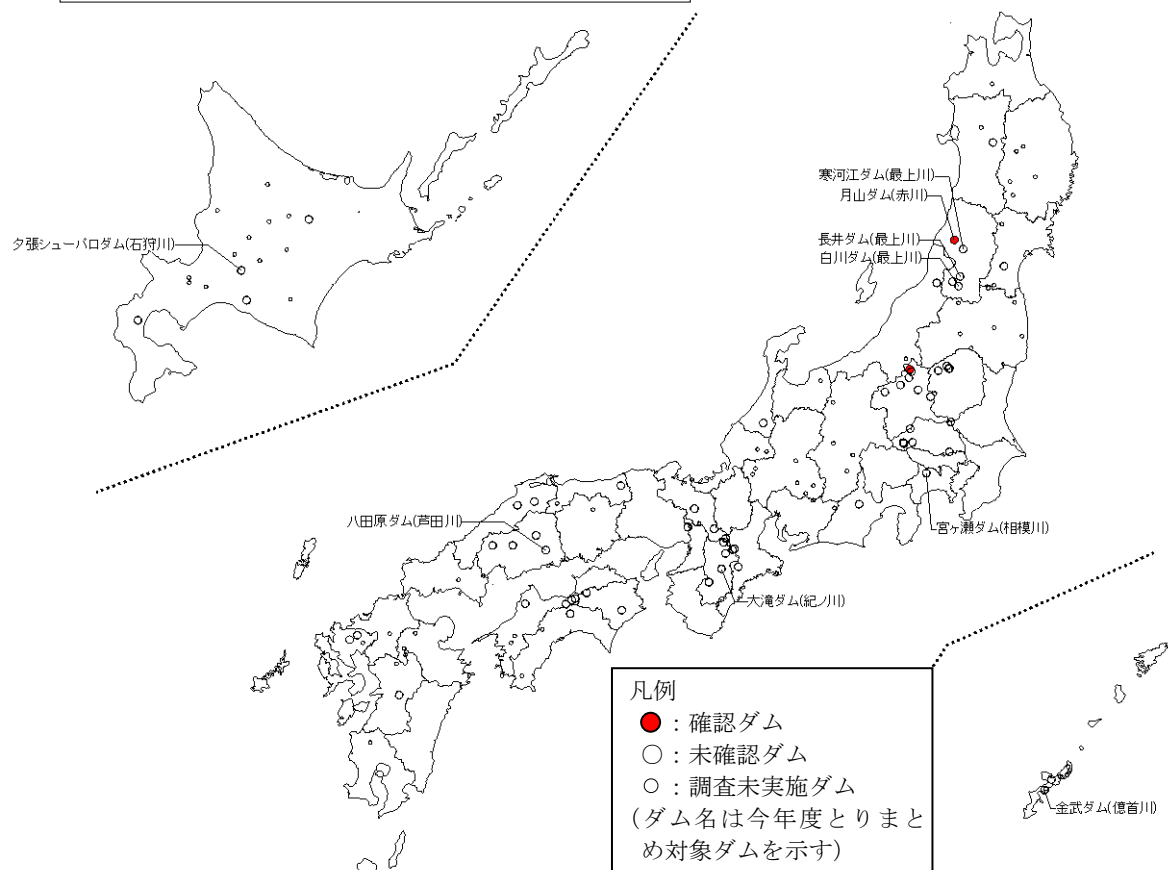 寒河江ダム(最上川)
月山ダム(赤川)
夕張シューパロダム(石狩川)
長井ダム(最上川)
白川ダム(最上川)
八田原ダム(芦田川)
宮ヶ瀬ダム(相模川)
大滝ダム(紀ノ川)
凡例
●：確認ダム
○：未確認ダム
○：調査未実施ダム
(ダム名は今年度とりまと
め対象ダムを示す)
金武ダム(億首川)